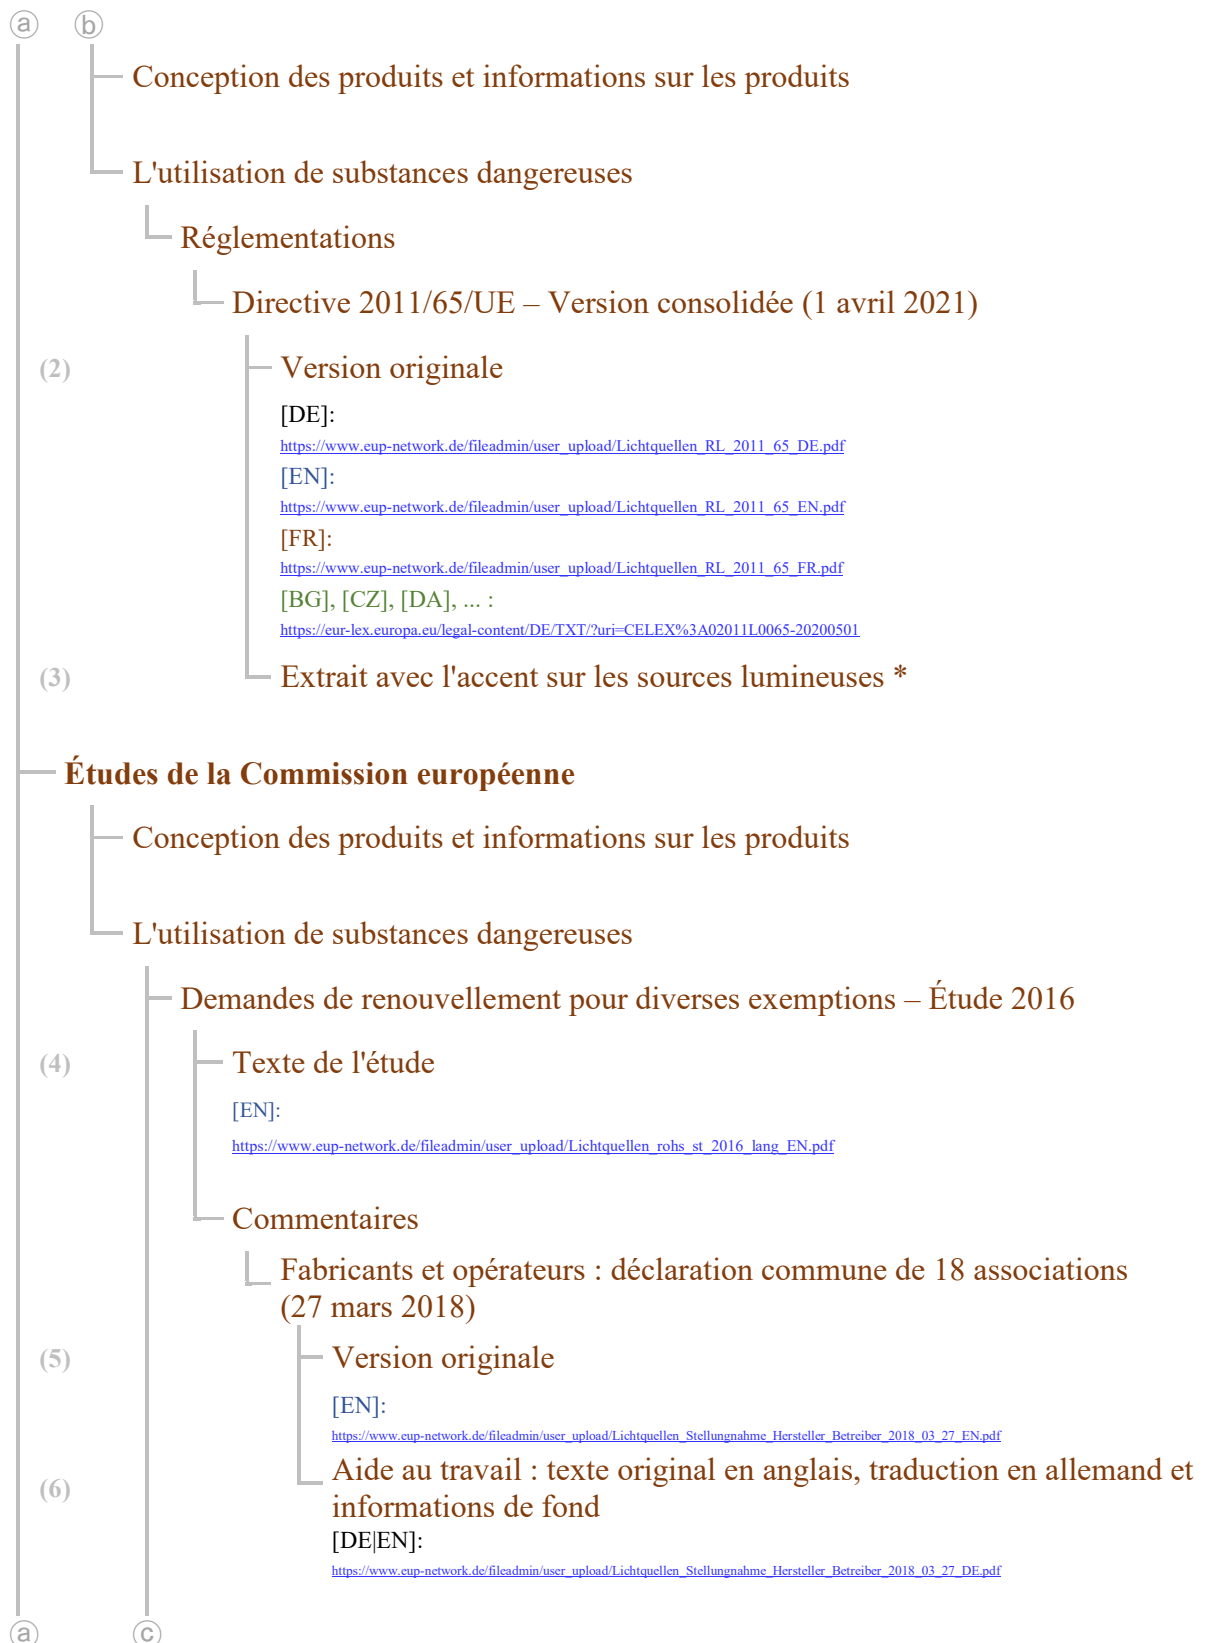 ⓐ ⓑ
Conception des produits et informations sur les produits
L'utilisation de substances dangereuses
Réglementations
Directive 2011/65/UE – Version consolidée (1 avril 2021)
(2) Version originale
[DE]:
https://www.eup-network.de/fileadmin/user_upload/Lichtquellen_RL_2011_65_DE.pdf
[EN]:
https://www.eup-network.de/fileadmin/user_upload/Lichtquellen_RL_2011_65_EN.pdf
[FR]:
https://www.eup-network.de/fileadmin/user_upload/Lichtquellen_RL_2011_65_FR.pdf
[BG], [CZ], [DA], ... :
https://eur-lex.europa.eu/legal-content/DE/TXT/?uri=CELEX%3A02011L0065-20200501
(3) Extrait avec l'accent sur les sources lumineuses *
Études de la Commission européenne
Conception des produits et informations sur les produits
L'utilisation de substances dangereuses
Demandes de renouvellement pour diverses exemptions – Étude 2016
(4) Texte de l'étude
[EN]:
https://www.eup-network.de/fileadmin/user_upload/Lichtquellen_rohs_st_2016_lang_EN.pdf
Commentaires
Fabricants et opérateurs : déclaration commune de 18 associations
(27 mars 2018)
(5) Version originale
[EN]:
https://www.eup-network.de/fileadmin/user_upload/Lichtquellen_Stellungnahme_Hersteller_Betreiber_2018_03_27_EN.pdf
Aide au travail : texte original en anglais, traduction en allemand et
(6) informations de fond
[DE|EN]:
https://www.eup-network.de/fileadmin/user_upload/Lichtquellen_Stellungnahme_Hersteller_Betreiber_2018_03_27_DE.pdf
ⓐ ⓒ